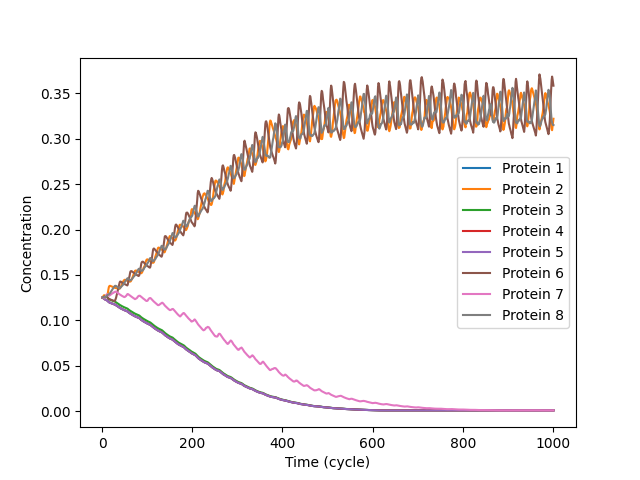 0.35
0.30
0.25
0.20
0.15
0.10
0.05
0.00
Concentration
Protein 1
Protein 2
Protein 3
Protein 4
Protein 5
Protein 6
Protein 7
Protein 8
0 200 400 600 800 1000
Time (cycle)